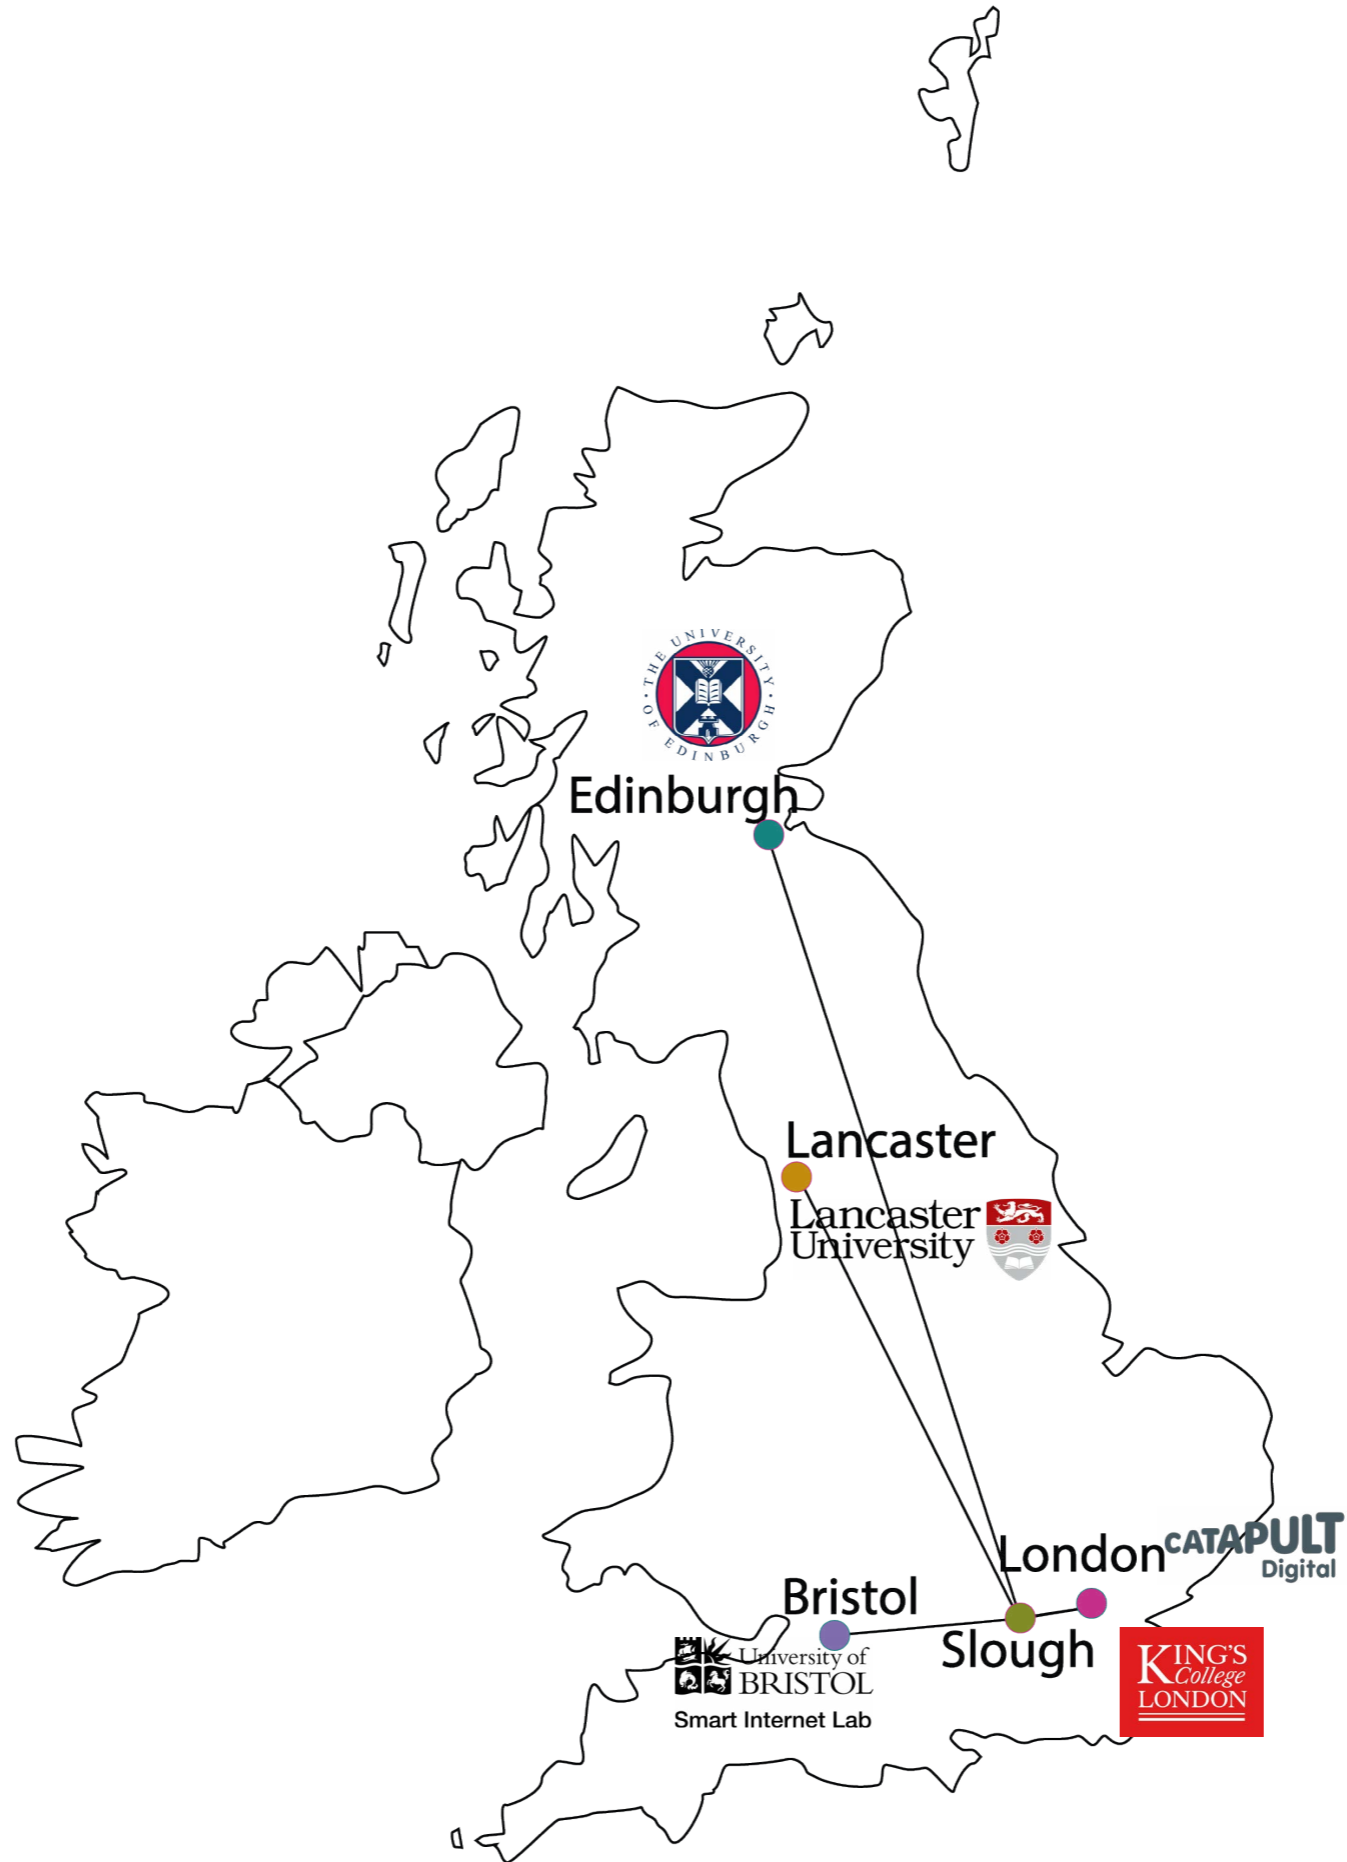 · THE UNIVERSITY ·
OF EDINBURGH
Edinburgh
Lancaster
Lancaster
University
London
CATAPULT
Digital
Bristol
Slough
University of
BRISTOL
Smart Internet Lab
KING'S
College
LONDON